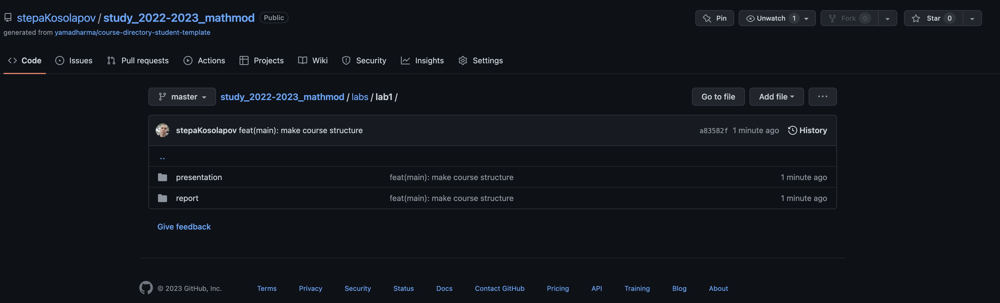 stepaKosolapov / study_2022-2023_mathmod Public Pin Unwatch 1 Fork 0 Star 0
generated from yamadharma/course-directory-student-template
Code Issues Pull requests Actions Projects Wiki Security Insights Settings
master study_2022-2023_mathmod / labs / lab1 / Go to file Add file ...
stepaKosolapov feat(main): make course structure a83582f 1 minute ago History
..
presentation feat(main): make course structure 1 minute ago
report feat(main): make course structure 1 minute ago
Give feedback
© 2023 GitHub, Inc. Terms Privacy Security Status Docs Contact GitHub Pricing API Training Blog About